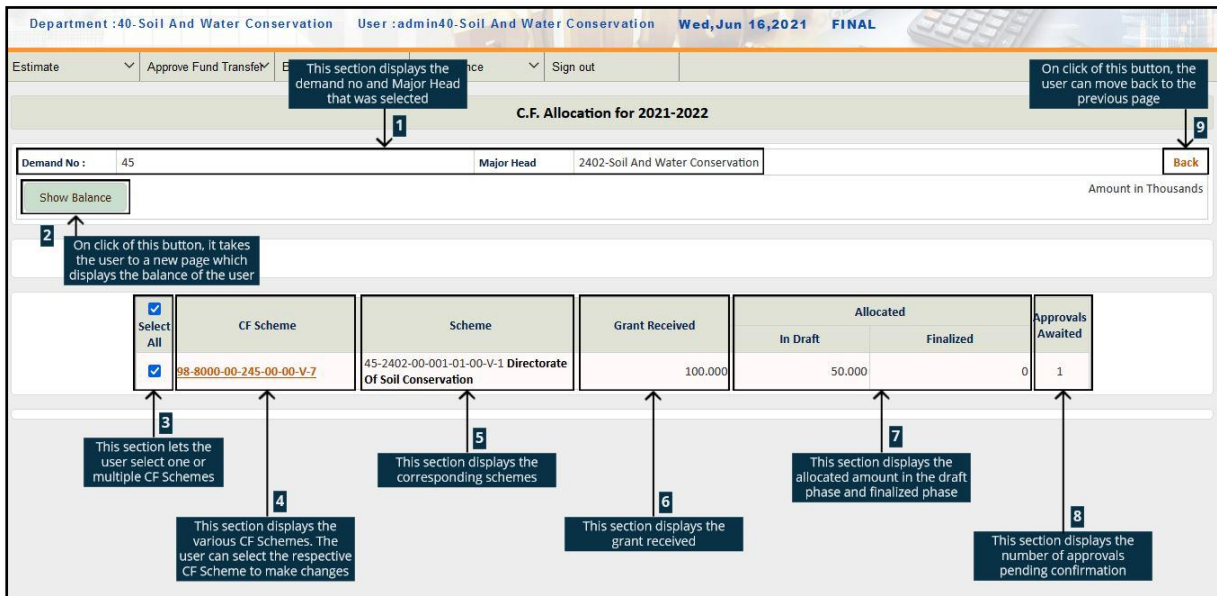 Department :40-Soil And Water Conservation User :admin40-Soil And Water Conservation Wed,Jun 16,2021 FINAL
Estimate Approve Fund Transfer E nce Sign out
This section displays the
demand no and Major Head
that was selected
1
On click of this button, the
user can move back to the
previous page
9
C.F. Allocation for 2021-2022
Demand No : 45 Major Head 2402-Soil And Water Conservation Back
Show Balance Amount in Thousands
2
On click of this button, it takes
the user to a new page which
displays the balance of the user
Select
All
CF Scheme Scheme Grant Received Allocated Approvals
Awaited
In Draft Finalized
98-8000-00-245-00-00-V-7 45-2402-00-001-01-00-V-1 Directorate
Of Soil Conservation
100.000 50.000 0 1
3
This section lets the
user select one or
multiple CF Schemes
4
This section displays the
various CF Schemes. The
user can select the respective
CF Scheme to make changes
5
This section displays the
corresponding schemes
6
This section displays the
grant received
7
This section displays the
allocated amount in the draft
phase and finalized phase
8
This section displays the
number of approvals
pending confirmation